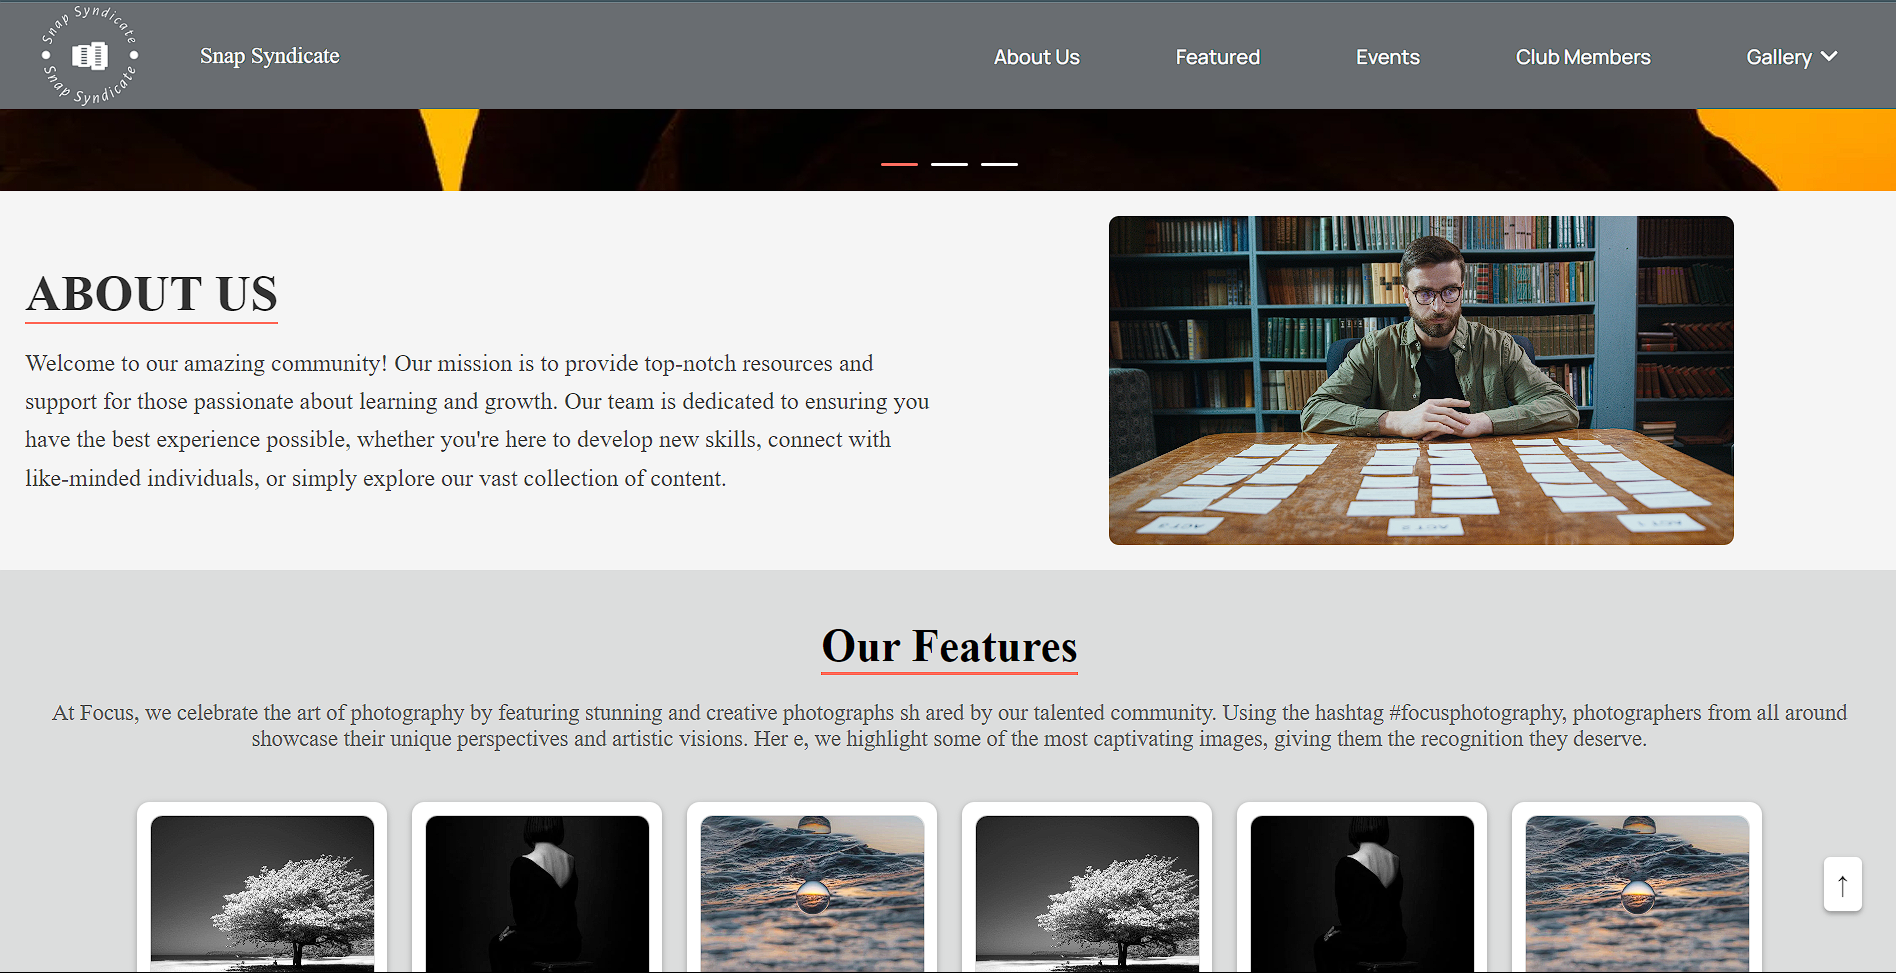 Snap Syndicate
Snap Syndicate
Snap Syndicate
About Us
Featured
Events
Club Members
Gallery
ABOUT US
Welcome to our amazing community! Our mission is to provide top-notch resources and
support for those passionate about learning and growth. Our team is dedicated to ensuring you
have the best experience possible, whether you're here to develop new skills, connect with
like-minded individuals, or simply explore our vast collection of content.
ACT 3
ACT 2
ACT 1
Our Features
At Focus, we celebrate the art of photography by featuring stunning and creative photographs sh ared by our talented community. Using the hashtag #focusphotography, photographers from all around
showcase their unique perspectives and artistic visions. Her e, we highlight some of the most captivating images, giving them the recognition they deserve.
↑